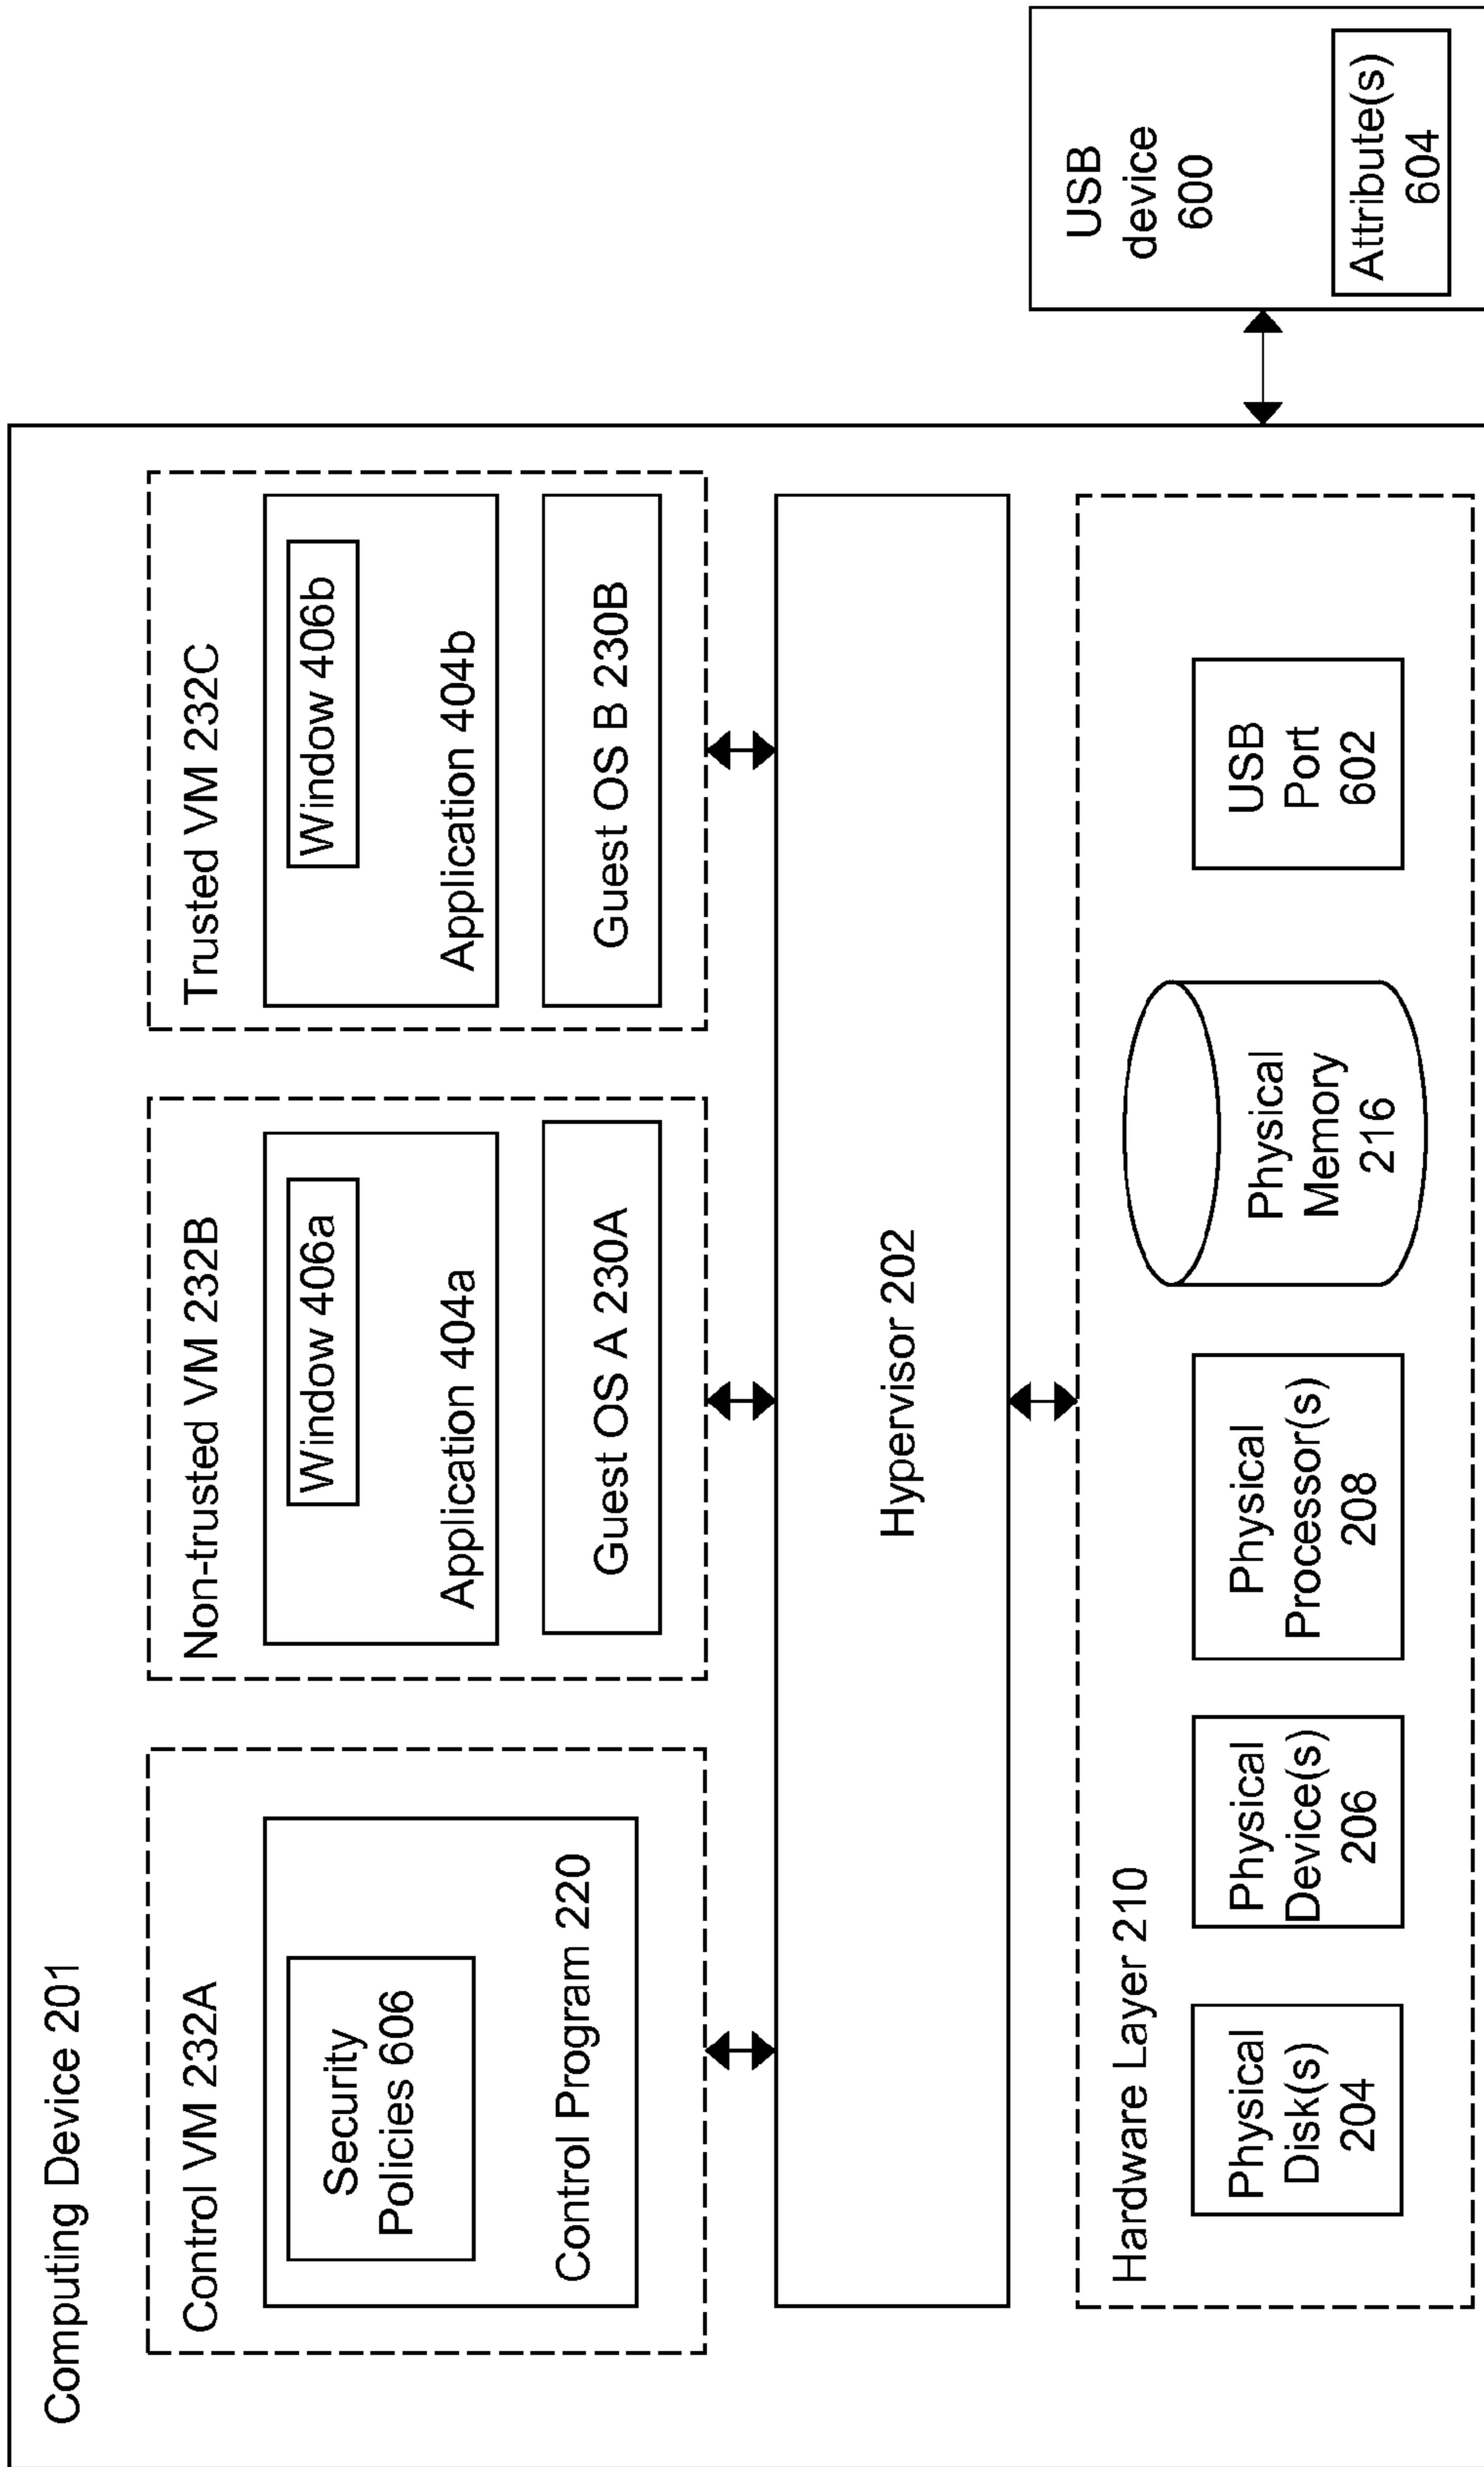 Computing Device 201
Control VM 232A
Security
Policies 606
Control Program 220
Non-trusted VM 232B
Window 406a
Application 404a
Guest OS A 230A
Trusted VM 232C
Window 406b
Application 404b
Guest OS B 230B
Hypervisor 202
Hardware Layer 210
Physical
Disk(s)
204
Physical
Device(s)
206
Physical
Processor(s)
208
Physical
Memory
216
USB
Port
602
USB
device
600
Attribute(s)
604